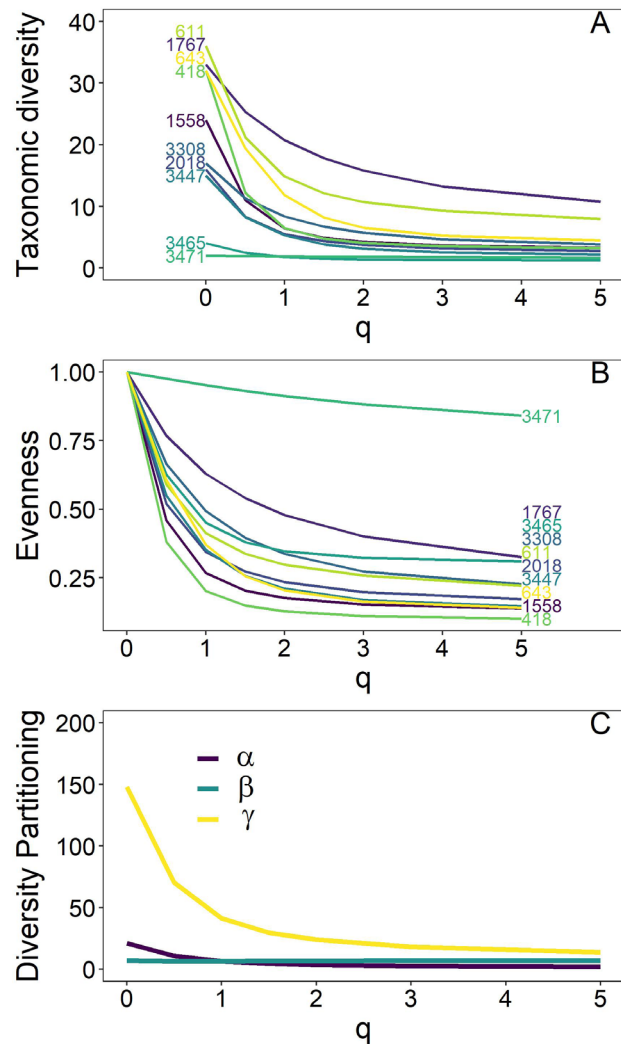 A
Taxonomic diversity
40
30
20
10
0
611
1767
643
418
1558
3308
2018
3447
3465
3471
0 1 2 3 4 5
q
B
Evenness
1.00
0.75
0.50
0.25
3471
1767
3465
3308
611
2018
3447
643
1558
418
0 1 2 3 4 5
q
C
Diversity Partitioning
200
150
100
50
0
α
β
γ
0 1 2 3 4 5
q